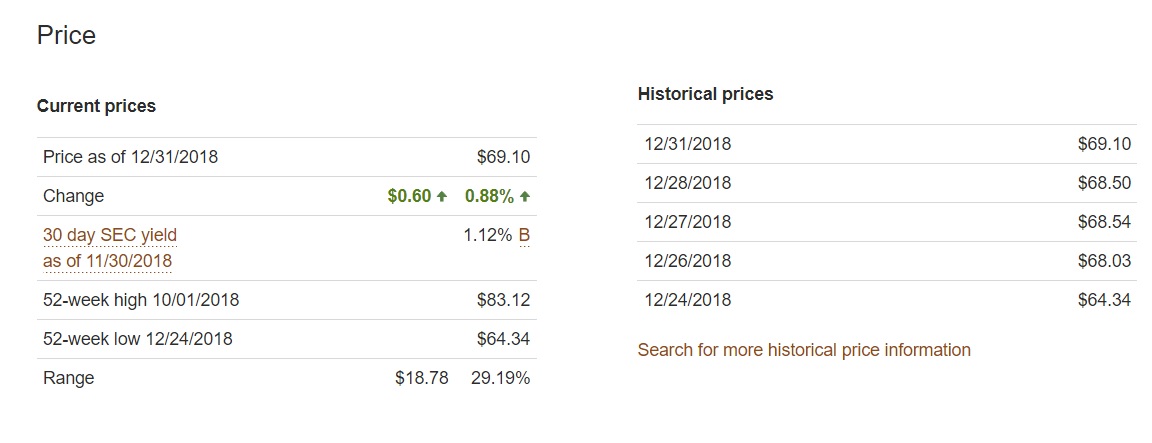 Price
Current prices
Price as of 12/31/2018 $69.10
Change $0.60 0.88%
30 day SEC yield
as of 11/30/2018 1.12% B
52-week high 10/01/2018 $83.12
52-week low 12/24/2018 $64.34
Range $18.78 29.19%
Historical prices
12/31/2018 $69.10
12/28/2018 $68.50
12/27/2018 $68.54
12/26/2018 $68.03
12/24/2018 $64.34
Search for more historical price information